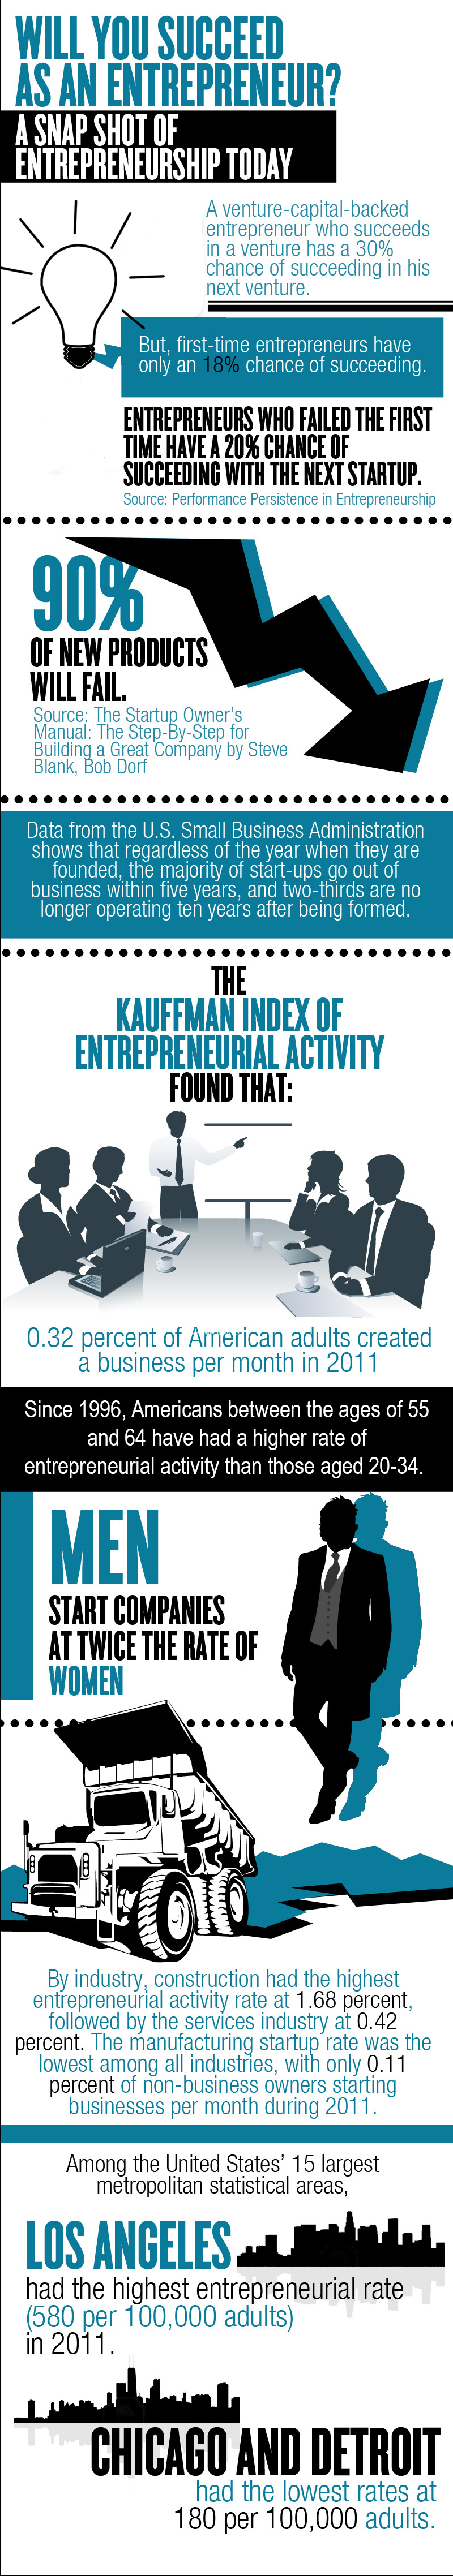 WILL YOU SUCCEED
AS AN ENTREPRENEUR?
A SNAP SHOT OF
ENTREPRENEURSHIP TODAY
A venture-capital-backed
entrepreneur who succeeds
in a venture has a 30%
chance of succeeding in his
next venture.
But, first-time entrepreneurs have
only an 18% chance of succeeding.
ENTREPRENEURS WHO FAILED THE FIRST
TIME HAVE A 20% CHANCE OF
SUCCEEDING WITH THE NEXT STARTUP.
Source: Performance Persistence in Entrepreneurship
90%
OF NEW PRODUCTS
WILL FAIL.
Source: The Startup Owner's
Manual: The Step-By-Step for
Building a Great Company by Steve
Blank, Bob Dorf
Data from the U.S. Small Business Administration
shows that regardless of the year when they are
founded, the majority of start-ups go out of
business within five years, and two-thirds are no
longer operating ten years after being formed.
THE
KAUFFMAN INDEX OF
ENTREPRENEURIAL ACTIVITY
FOUND THAT:
0.32 percent of American adults created
a business per month in 2011
Since 1996, Americans between the ages of 55
and 64 have had a higher rate of
entrepreneurial activity than those aged 20-34.
MEN
START COMPANIES
AT TWICE THE RATE OF
WOMEN
By industry, construction had the highest
entrepreneurial activity rate at 1.68 percent,
followed by the services industry at 0.42
percent. The manufacturing startup rate was the
lowest among all industries, with only 0.11
percent of non-business owners starting
businesses per month during 2011.
Among the United States' 15 largest
metropolitan statistical areas,
LOS ANGELES
had the highest entrepreneurial rate
(580 per 100,000 adults)
in 2011.
CHICAGO AND DETROIT
had the lowest rates at
180 per 100,000 adults.